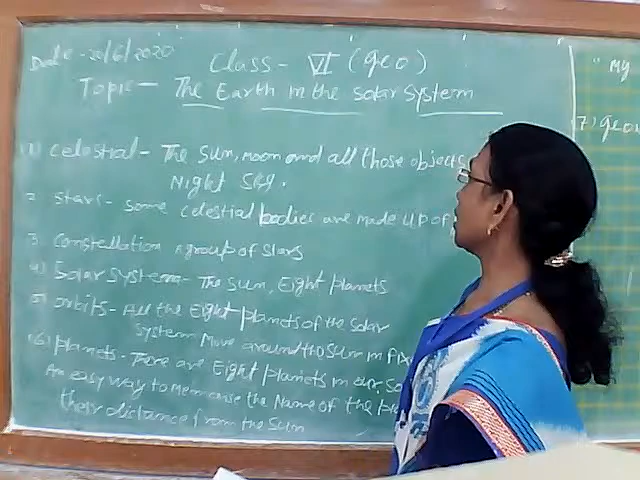 Date - 20/6/2020
Class - VI (geo)
Topic - The Earth in the Solar System
(1) Celestial - The Sun, Moon and all those objects
Night Sky.
2 Stars - Some Celestial bodies are made up of
3 Constellation A group of Stars
4) Solar System - The Sun, Eight planets
5) orbits - All the Eight planets of the Solar
System Move around the Sun in fix
(6) planets - There are Eight planets in our So
An easy way to Memorise the Name of the
their distance from the Sun
" My
7) geo